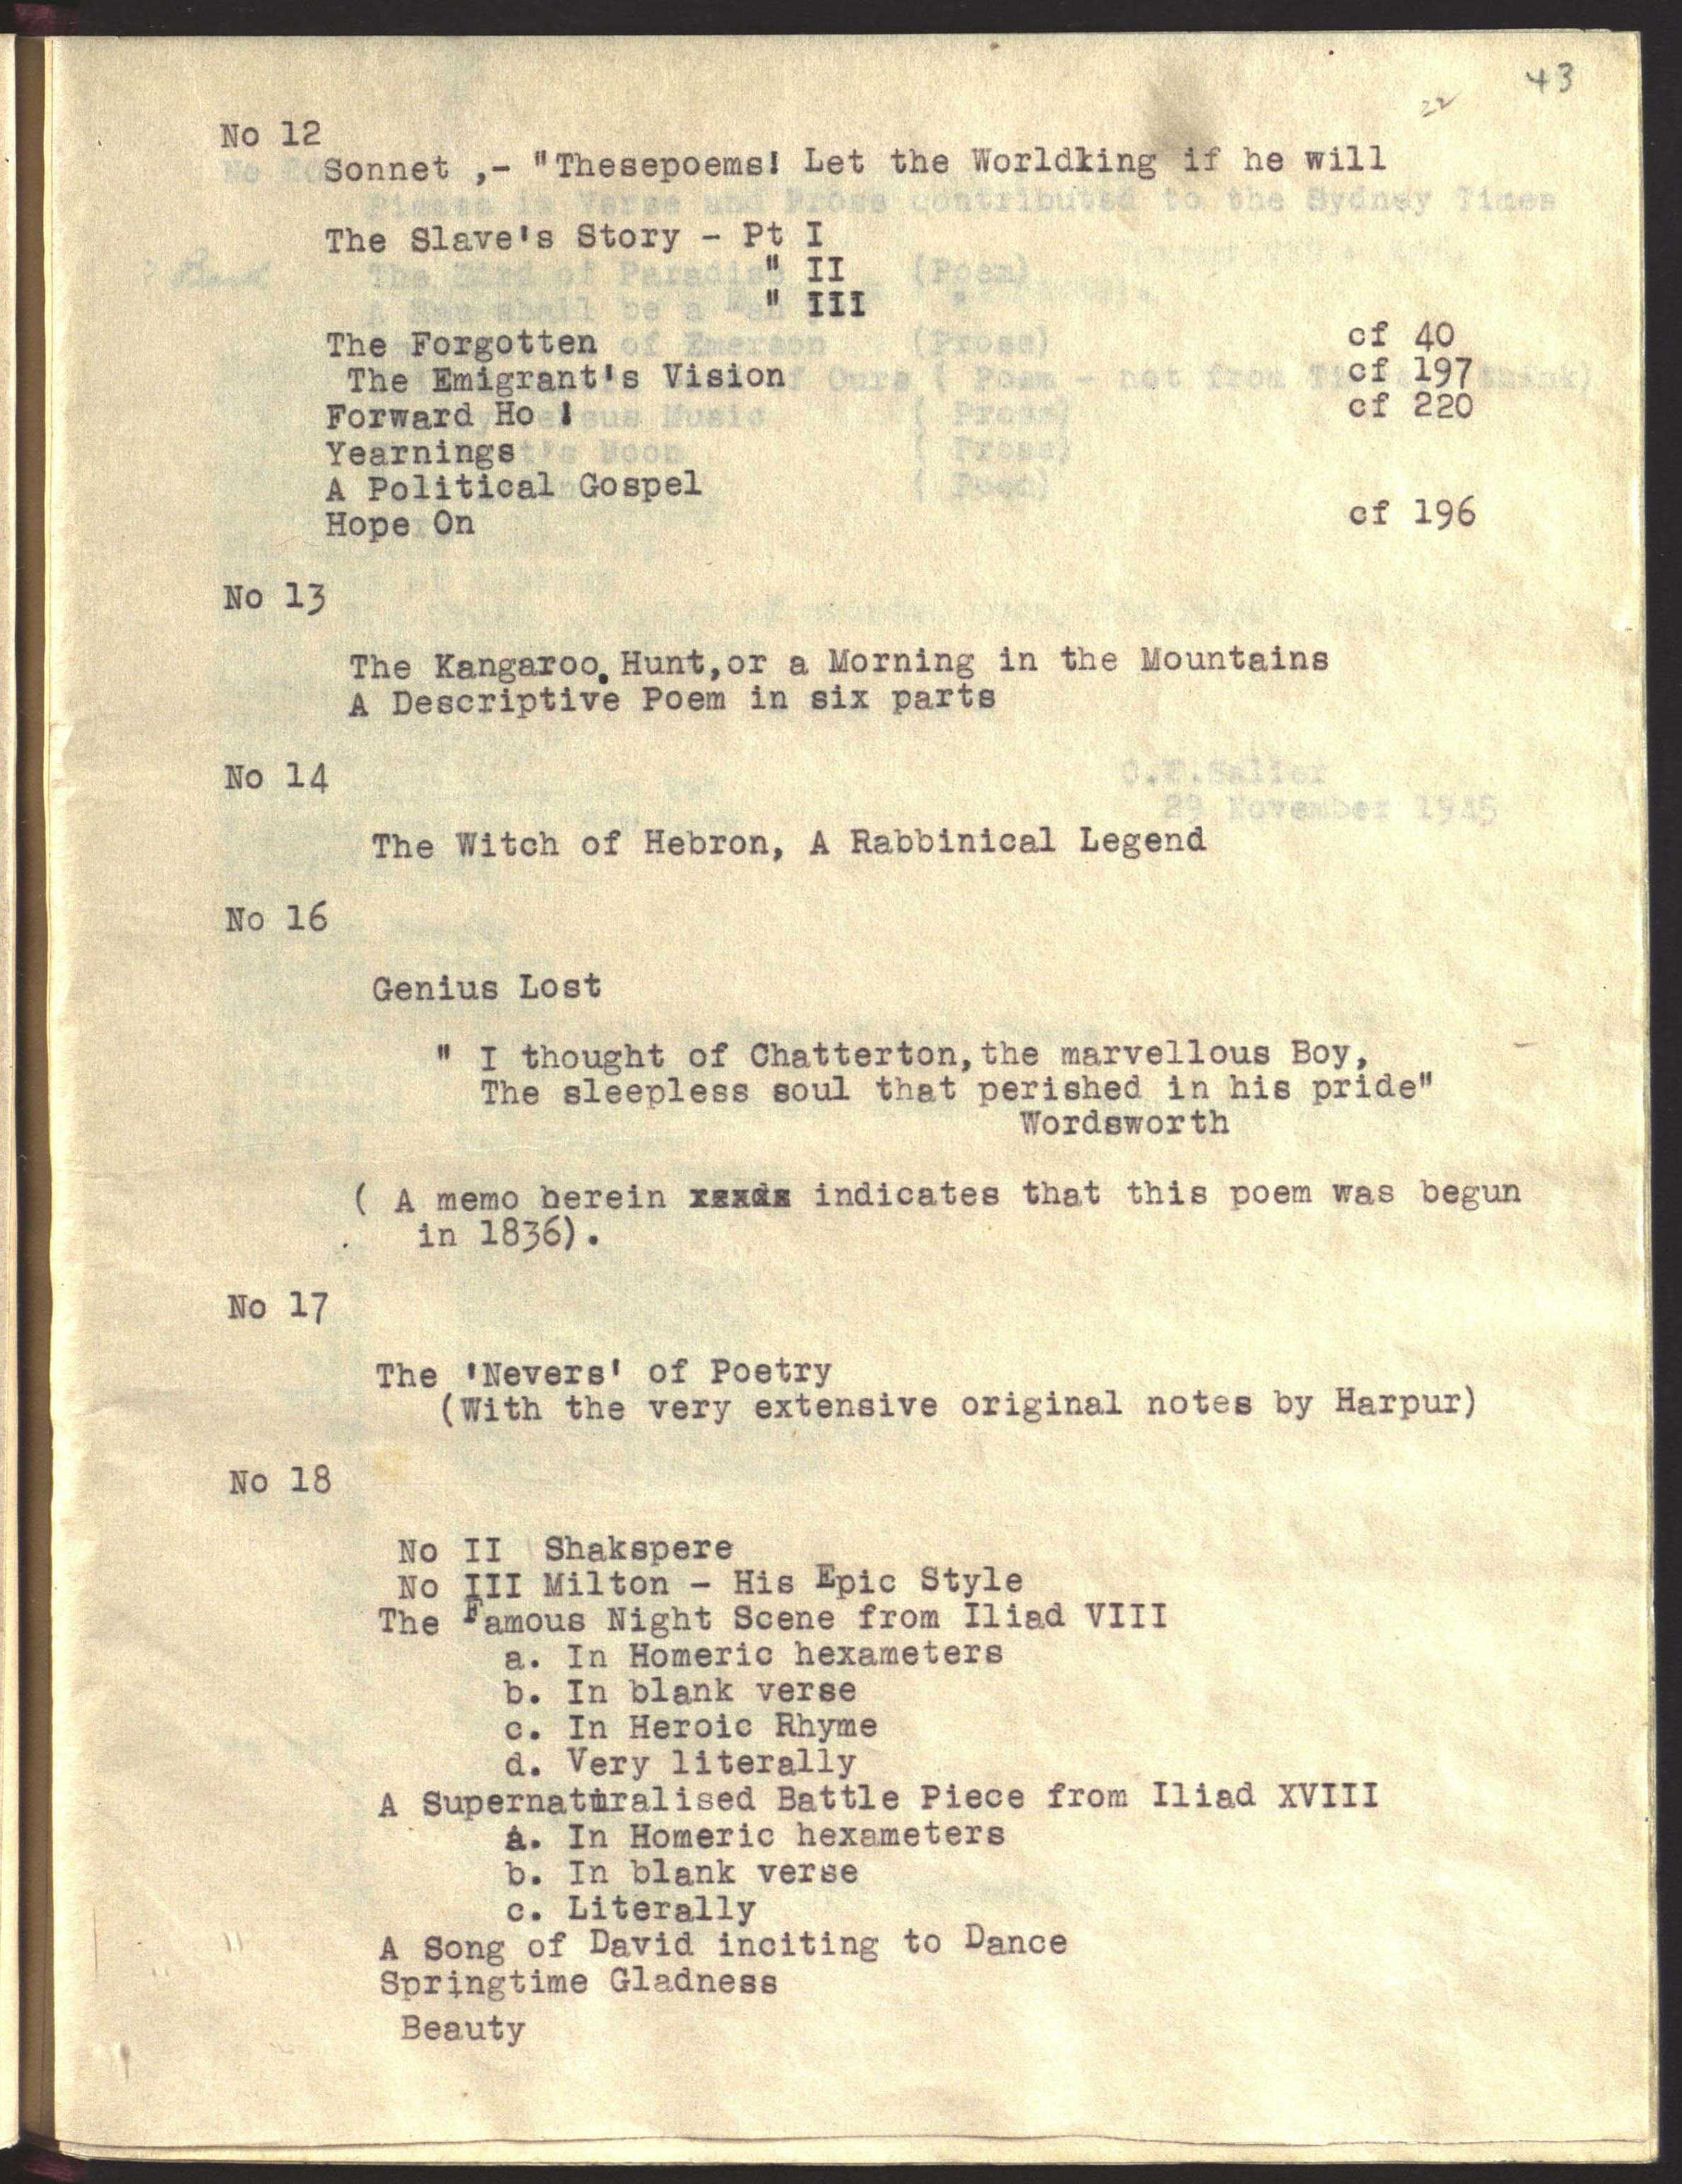 43
22
No 12
Sonnet ,- "Thesepoems! Let the Worldking if he will
The Slave's Story - Pt I
" II
" III
The Forgotten cf 40
The Emigrant's Vision cf 197
Forward Ho ! cf 220
Yearnings
A Political Gospel
Hope On cf 196
No 13
The Kangaroo. Hunt,or a Morning in the Mountains
A Descriptive Poem in six parts
No 14
C.E.Salier
29 November 1945
The Witch of Hebron, A Rabbinical Legend
No 16
Genius Lost
" I thought of Chatterton,the marvellous Boy,
The sleepless soul that perished in his pride"
Wordsworth
( A memo herein indicates that this poem was begun
in 1836).
No 17
The 'Nevers' of Poetry
(With the very extensive original notes by Harpur)
No 18
No II Shakspere
No III Milton - His Epic Style
The Famous Night Scene from Iliad VIII
a. In Homeric hexameters
b. In blank verse
c. In Heroic Rhyme
d. Very literally
A Supernaturalised Battle Piece from Iliad XVIII
a. In Homeric hexameters
b. In blank verse
c. Literally
A Song of David inciting to Dance
Springtime Gladness
Beauty